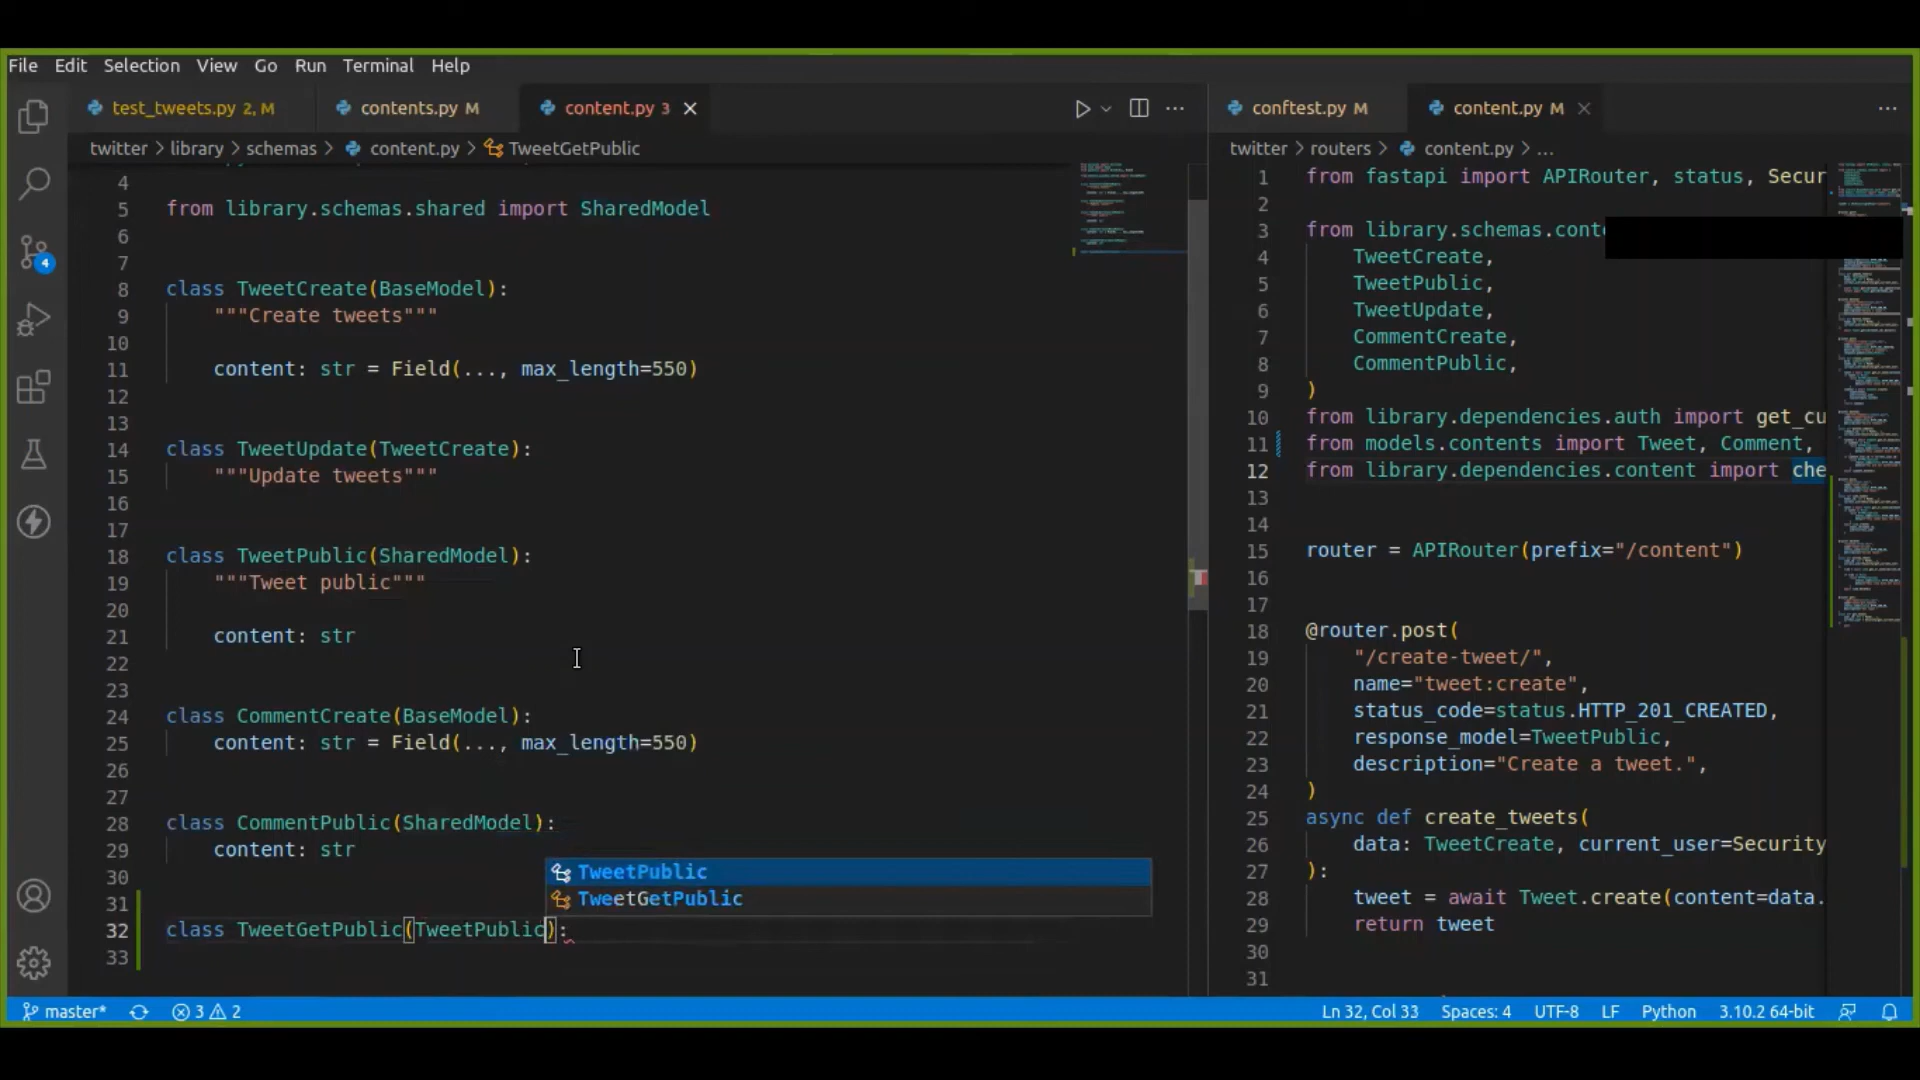 File Edit Selection View Go Run Terminal Help
test_tweets.py 2, M contents.py M content.py 3
twitter > library > schemas > content.py > TweetGetPublic
4
5 from library.schemas.shared import SharedModel
6
7
8 class TweetCreate(BaseModel):
9 """Create tweets"""
10
11 content: str = Field(..., max_length=550)
12
13
14 class TweetUpdate(TweetCreate):
15 """Update tweets"""
16
17
18 class TweetPublic(SharedModel):
19 """Tweet public"""
20
21 content: str
22
23
24 class CommentCreate(BaseModel):
25 content: str = Field(..., max_length=550)
26
27
28 class CommentPublic(SharedModel):
29 content: str
30
31
32 class TweetGetPublic(TweetPublic):
33
TweetPublic
TweetGetPublic
conftest.py M content.py M
twitter > routers > content.py > ...
1 from fastapi import APIRouter, status, Secur
2
3 from library.schemas.conte
4 TweetCreate,
5 TweetPublic,
6 TweetUpdate,
7 CommentCreate,
8 CommentPublic,
9 )
10 from library.dependencies.auth import get_cu
11 from models.contents import Tweet, Comment,
12 from library.dependencies.content import che
13
14
15 router = APIRouter(prefix="/content")
16
17
18 @router.post(
19 "/create-tweet/",
20 name="tweet:create",
21 status_code=status.HTTP_201_CREATED,
22 response_model=TweetPublic,
23 description="Create a tweet.",
24 )
25 async def create_tweets(
26 data: TweetCreate, current_user=Security
27 ):
28 tweet = await Tweet.create(content=data.
29 return tweet
30
31
4
master* 3 2 Ln 32, Col 33 Spaces: 4 UTF-8 LF Python 3.10.2 64-bit